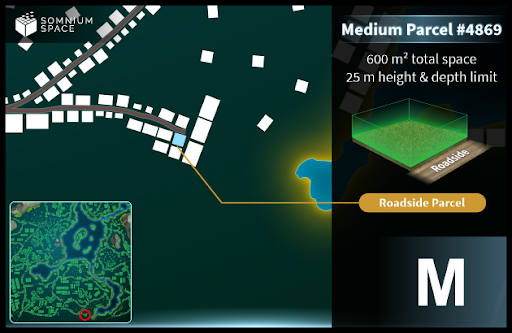 SOMNIUM
SPACE
Medium Parcel #4869
600 m² total space
25 m height & depth limit
Roadside
Roadside Parcel
M